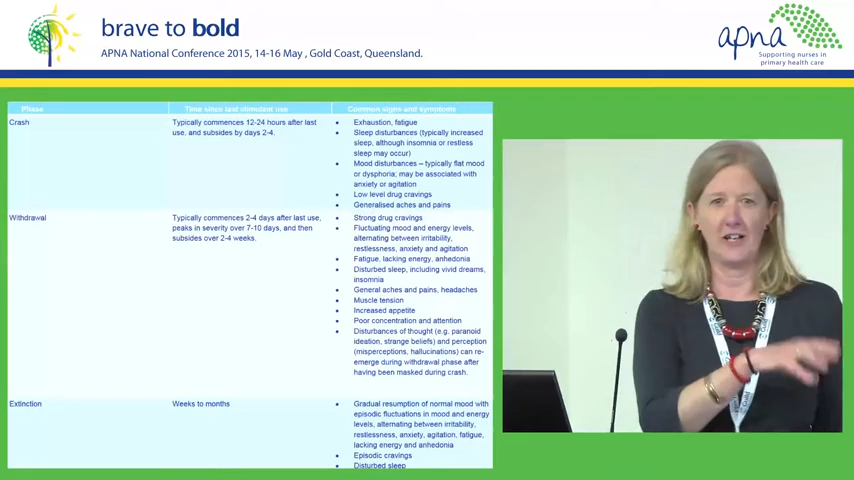 brave to bold
APNA National Conference 2015, 14-16 May , Gold Coast, Queensland.
apna
Supporting nurses in
primary health care
Phase
Time since last stimulant use
Common signs and symptoms
Crash
Typically commences 12-24 hours after last
use, and subsides by days 2-4.
• Exhaustion, fatigue
• Sleep disturbances (typically increased
sleep, although insomnia or restless
sleep may occur)
• Mood disturbances – typically flat mood
or dysphoria; may be associated with
anxiety or agitation
• Low level drug cravings
• Generalised aches and pains
Withdrawal
Typically commences 2-4 days after last use,
peaks in severity over 7-10 days, and then
subsides over 2-4 weeks.
• Strong drug cravings
• Fluctuating mood and energy levels,
alternating between irritability,
restlessness, anxiety and agitation
• Fatigue, lacking energy, anhedonia
• Disturbed sleep, including vivid dreams,
insomnia
• General aches and pains, headaches
• Muscle tension
• Increased appetite
• Poor concentration and attention
• Disturbances of thought (e.g. paranoid
ideation, strange beliefs) and perception
(misperceptions, hallucinations) can re-
emerge during withdrawal phase after
having been masked during crash.
Extinction
Weeks to months
• Gradual resumption of normal mood with
episodic fluctuations in mood and energy
levels, alternating between irritability,
restlessness, anxiety, agitation, fatigue,
lacking energy and anhedonia
• Episodic cravings
• Disturbed sleep